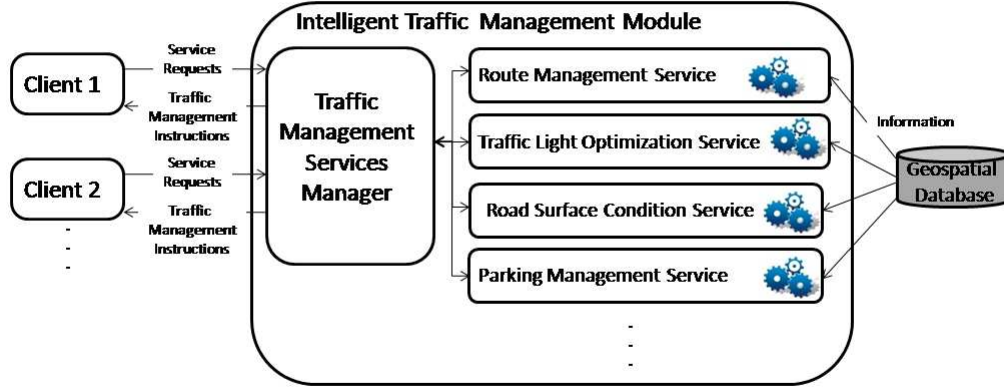 Intelligent Traffic Management Module
Service
Requests
Client 1
Traffic
Management
Instructions
Service
Requests
Client 2
Traffic
Management
Instructions
Traffic
Management
Services
Manager
Route Management Service
Traffic Light Optimization Service
Road Surface Condition Service
Parking Management Service
Information
Geospatial
Database